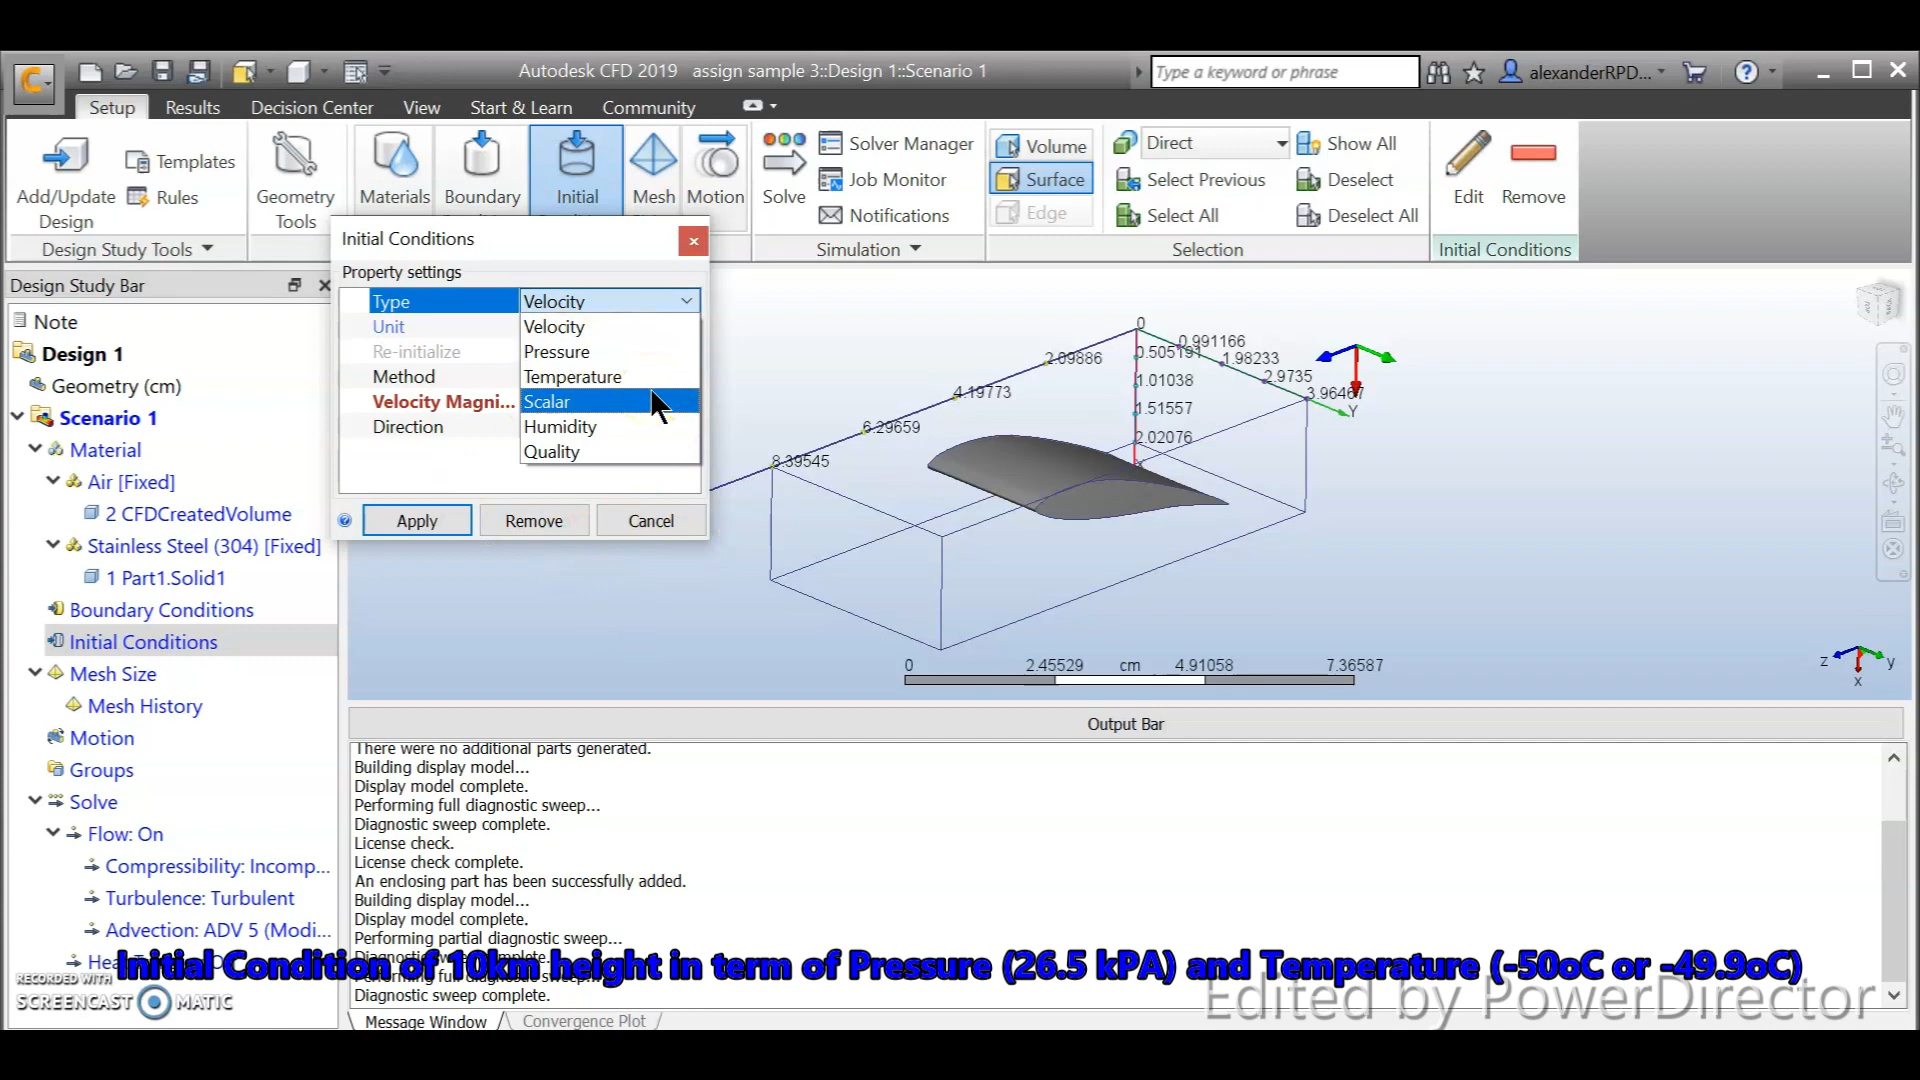 Autodesk CFD 2019 assign sample 3::Design 1::Scenario 1
Type a keyword or phrase
alexanderRPD...
Setup Results Decision Center View Start & Learn Community
Add/Update
Design
Templates
Rules
Design Study Tools
Geometry
Tools
Materials
Boundary
Initial
Mesh
Motion
Solve
Solver Manager
Job Monitor
Notifications
Simulation
Volume
Surface
Edge
Direct
Select Previous
Select All
Show All
Deselect
Deselect All
Selection
Edit
Remove
Initial Conditions
Design Study Bar
Note
Design 1
Geometry (cm)
Scenario 1
Material
Air [Fixed]
2 CFDCreatedVolume
Stainless Steel (304) [Fixed]
1 Part1.Solid1
Boundary Conditions
Initial Conditions
Mesh Size
Mesh History
Motion
Groups
Solve
Flow: On
Compressibility: Incomp...
Turbulence: Turbulent
Advection: ADV 5 (Modi...
Initial Conditions
Property settings
Type Velocity
Unit
Re-initialize
Method
Velocity Magni...
Direction
Velocity
Pressure
Temperature
Scalar
Humidity
Quality
Apply Remove Cancel
0
0.991166
0.505191
1.98233
2.09886
1.01038
2.9735
4.19773
3.96467
1.51557
Y
6.29659
2.02076
8.39545
0 2.45529 cm 4.91058 7.36587
z y
x
Output Bar
There were no additional parts generated.
Building display model...
Display model complete.
Performing full diagnostic sweep...
Diagnostic sweep complete.
License check.
License check complete.
An enclosing part has been successfully added.
Building display model...
Display model complete.
Performing partial diagnostic sweep...
Initial Condition of 10km height in term of Pressure (26.5 kPA) and Temperature (-50oC or -49.9oC)
Diagnostic sweep complete.
RECORDED WITH
SCREENCAST MATIC
Edited by PowerDirector
Message Window Convergence Plot